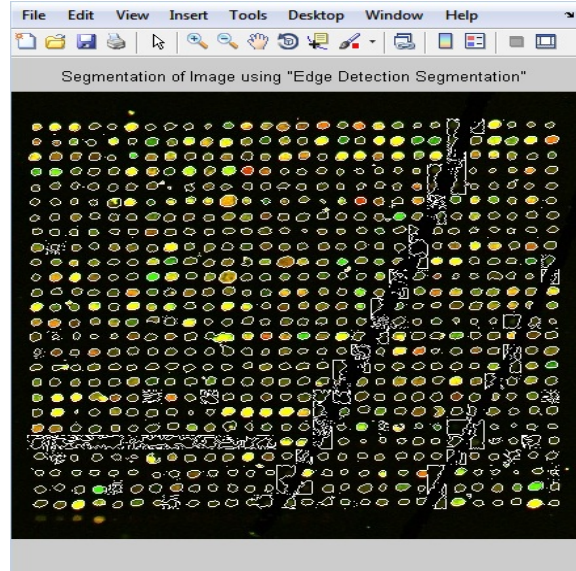 File Edit View Insert Tools Desktop Window Help
Segmentation of Image using "Edge Detection Segmentation"